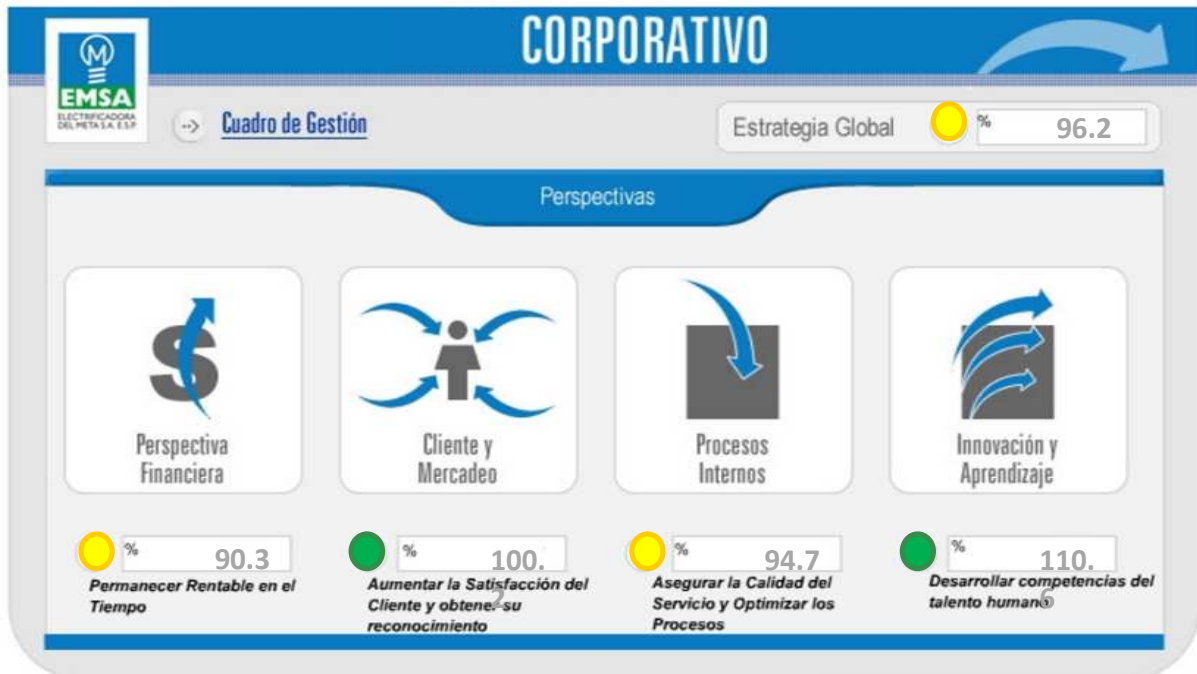 CORPORATIVO
EMSA
ELECTRIFICADORA
DEL META S.A. E.S.P.
--> Cuadro de Gestión
Estrategia Global % 96.2
Perspectivas
Perspectiva
Financiera
Cliente y
Mercadeo
Procesos
Internos
Innovación y
Aprendizaje
% 90.3
Permanecer Rentable en el
Tiempo
% 100.
2
Aumentar la Satisfacción del
Cliente y obtener su
reconocimiento
% 94.7
Asegurar la Calidad del
Servicio y Optimizar los
Procesos
% 110.
6
Desarrollar competencias del
talento humano